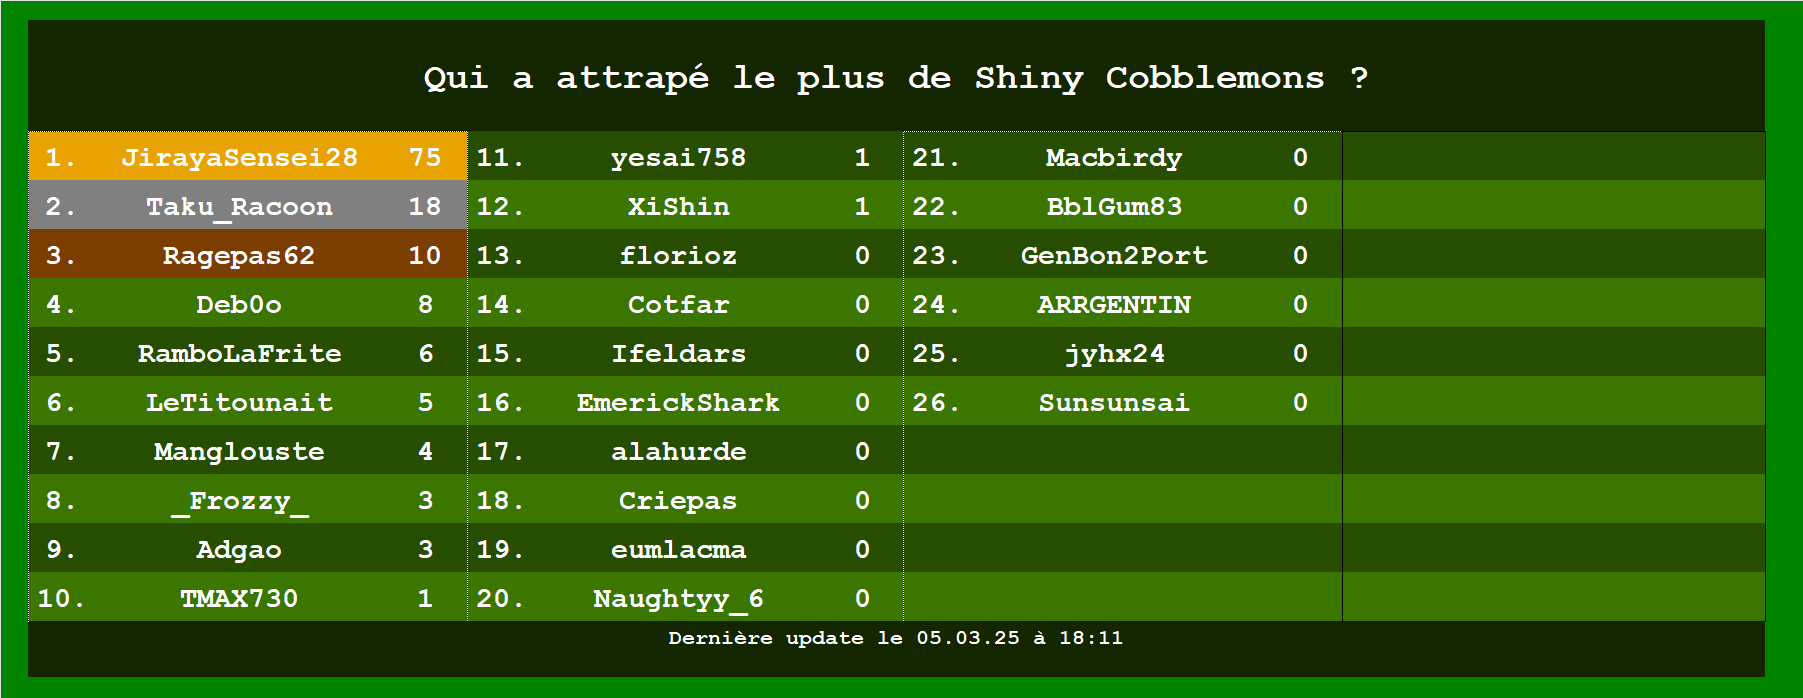 Qui a attrapé le plus de Shiny Cobblemons ?
1. JirayaSensei28 75
2. Taku_Racoon 18
3. Ragepas62 10
4. Deb0o 8
5. RamboLaFrite 6
6. LeTitounait 5
7. Manglouste 4
8. _Frozzy_ 3
9. Adgao 3
10. TMAX730 1
11. yesai758 1
12. XiShin 1
13. florioz 0
14. Cotfar 0
15. Ifeldars 0
16. EmerickShark 0
17. alahurde 0
18. Criepas 0
19. eumlacma 0
20. Naughtyy_6 0
21. Macbirdy 0
22. BblGum83 0
23. GenBon2Port 0
24. ARRGENTIN 0
25. jyhx24 0
26. Sunsunsai 0
Dernière update le 05.03.25 à 18:11